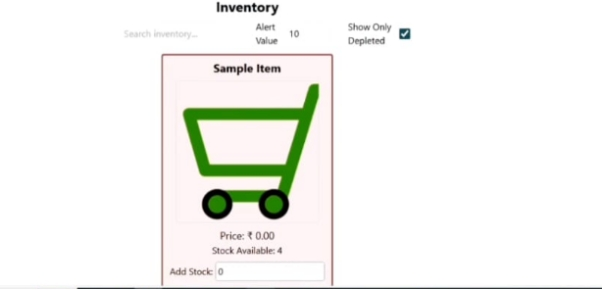 Inventory
Search inventory...
Alert Value
10
Show Only Depleted
Sample Item
Price: ₹ 0.00
Stock Available: 4
Add Stock: 0